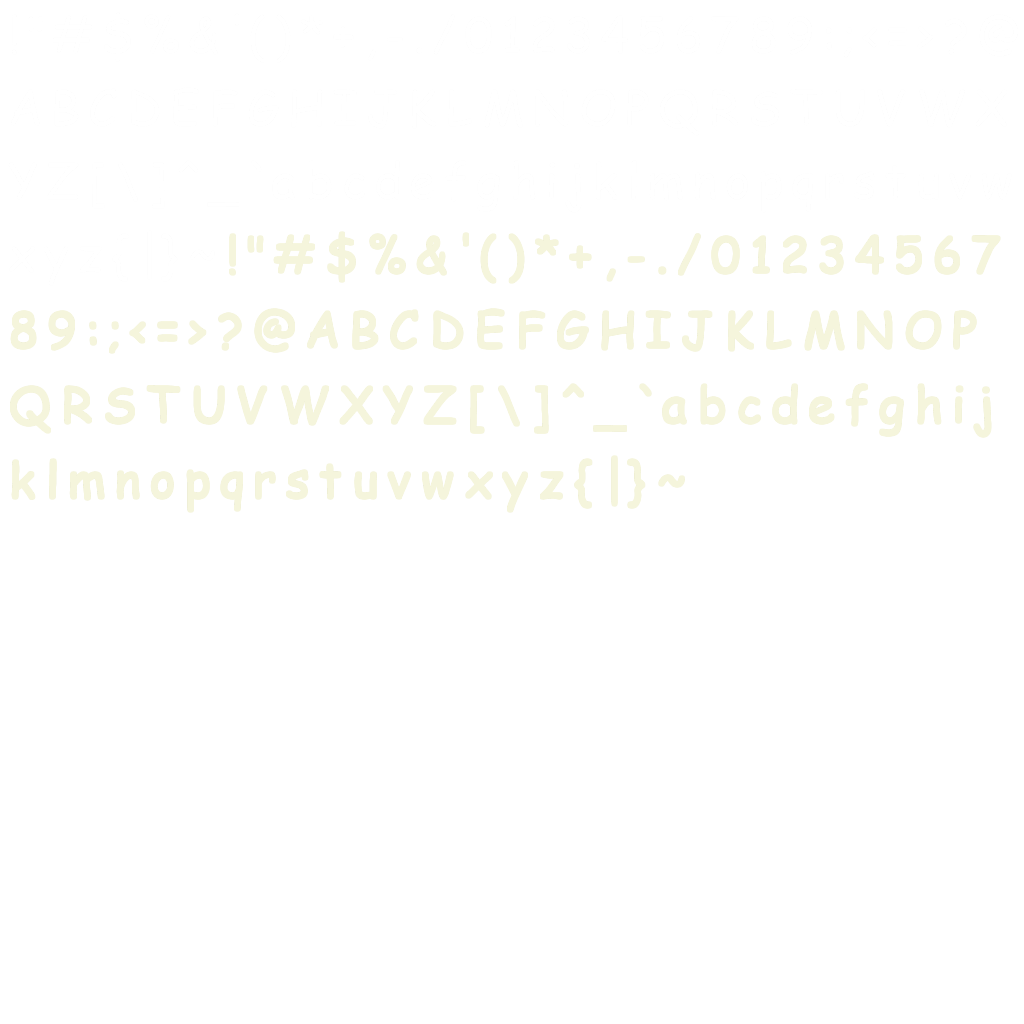 !"#$%&'()*+,-./01234567
89:;<=>?@ABCDEFGHIJKLMNOP
QRSTUVWXYZ[\]^_`abcdefghij
klmnopqrstuvwxyz{|}~